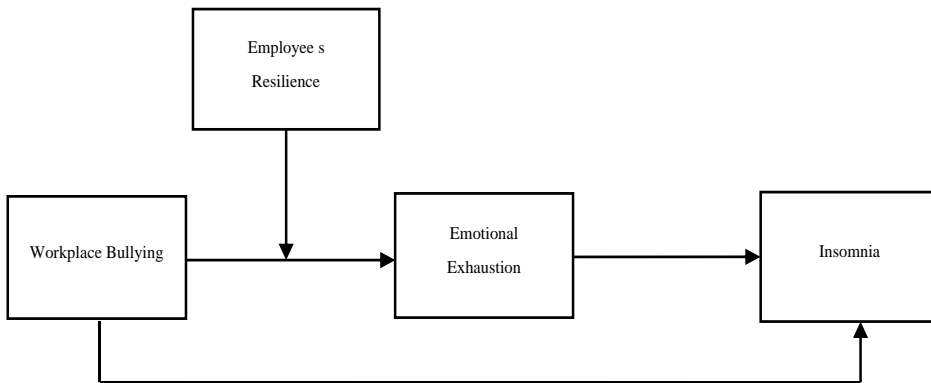 Employee s
Resilience
Workplace Bullying
Emotional
Exhaustion
Insomnia